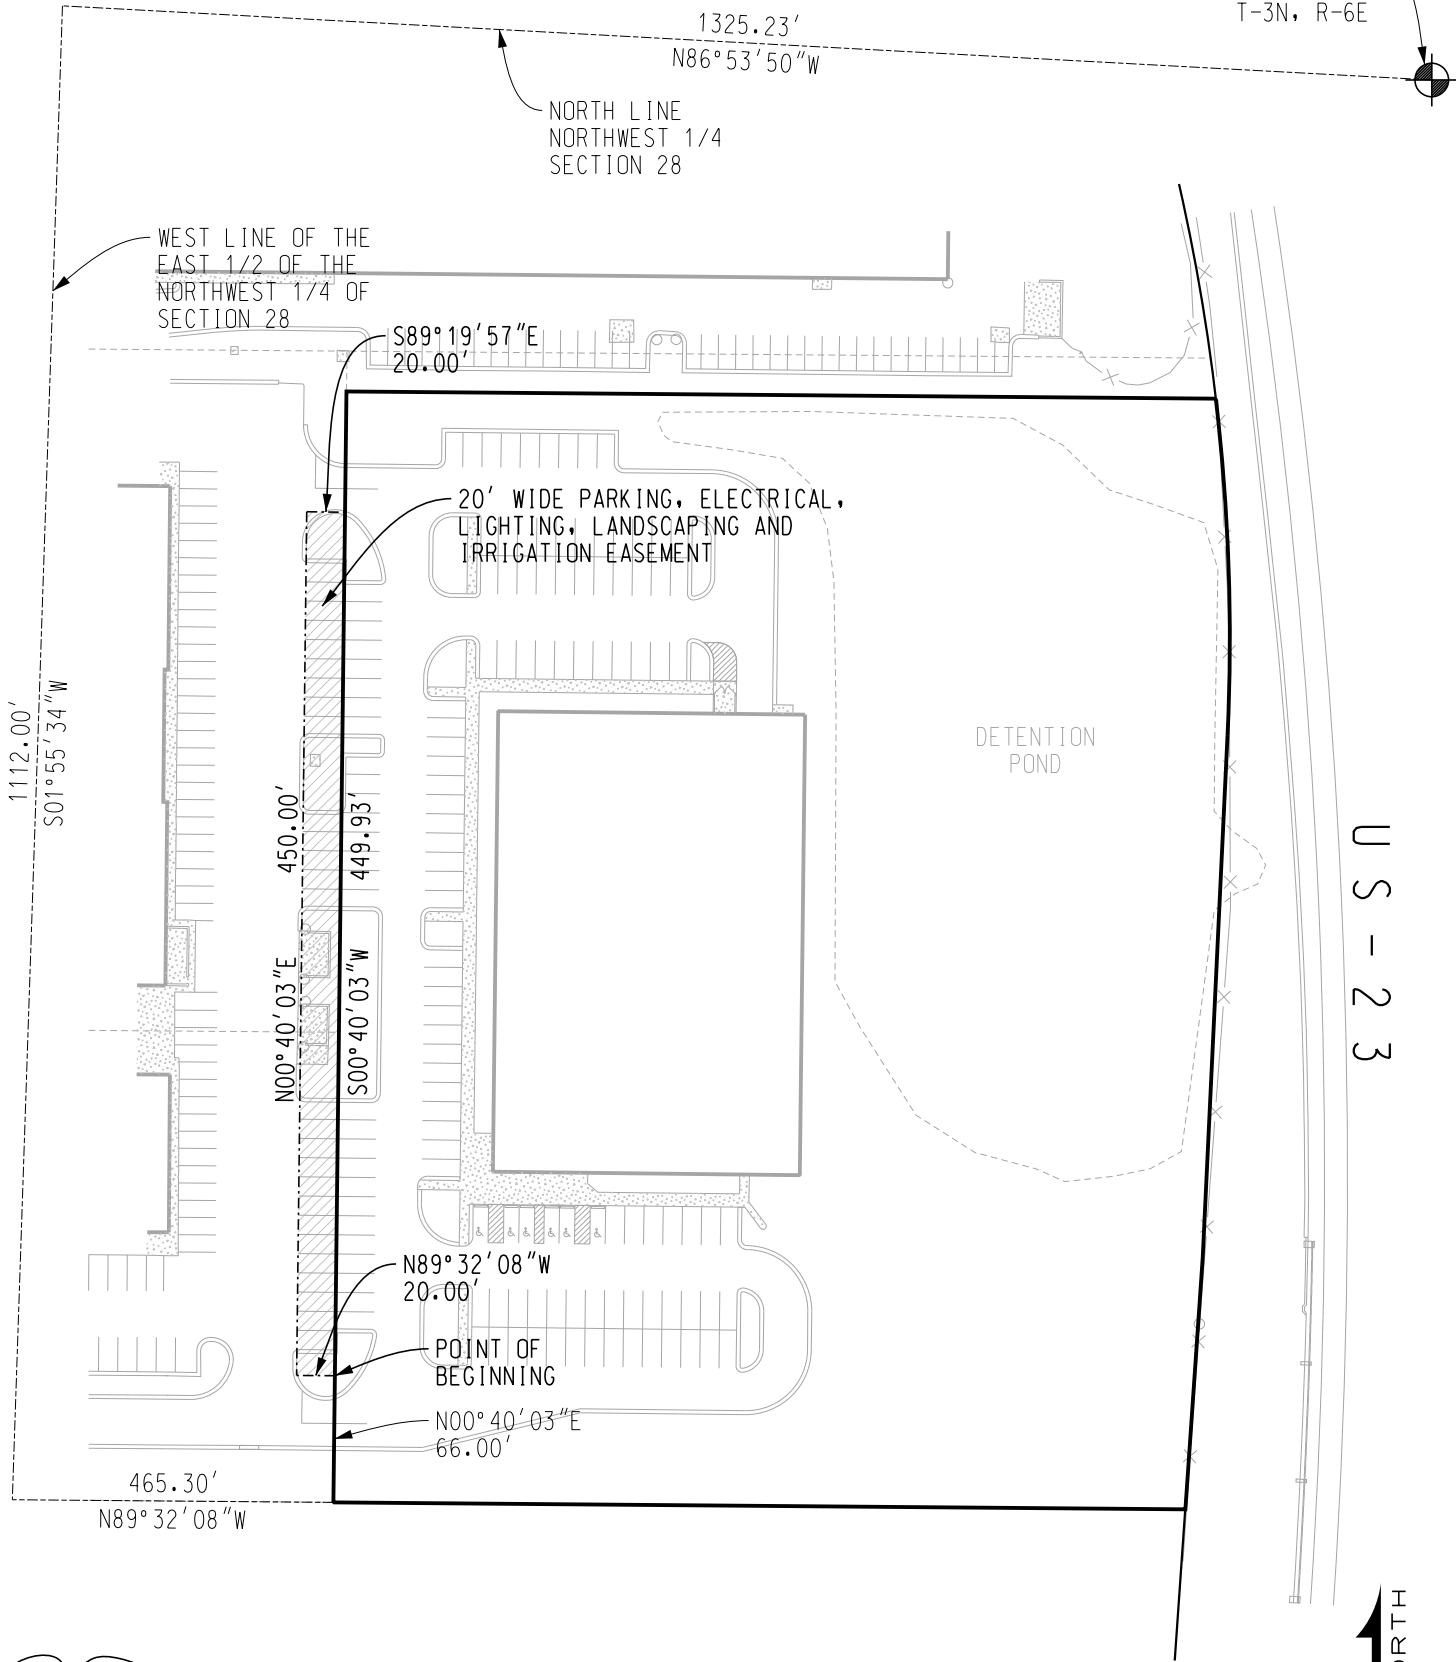 T-3N, R-6E
1325.23'
N86°53'50"W
NORTH LINE
NORTHWEST 1/4
SECTION 28
WEST LINE OF THE
EAST 1/2 OF THE
NORTHWEST 1/4 OF
SECTION 28
S89°19'57"E
20.00'
20' WIDE PARKING, ELECTRICAL,
LIGHTING, LANDSCAPING AND
IRRIGATION EASEMENT
1112.00'
S01°55'34"W
DETENTION
POND
450.00'
449.93'
N00°40'03"E
S00°40'03"W
US-23
N89°32'08"W
20.00'
POINT OF
BEGINNING
N00°40'03"E
66.00'
465.30'
N89°32'08"W